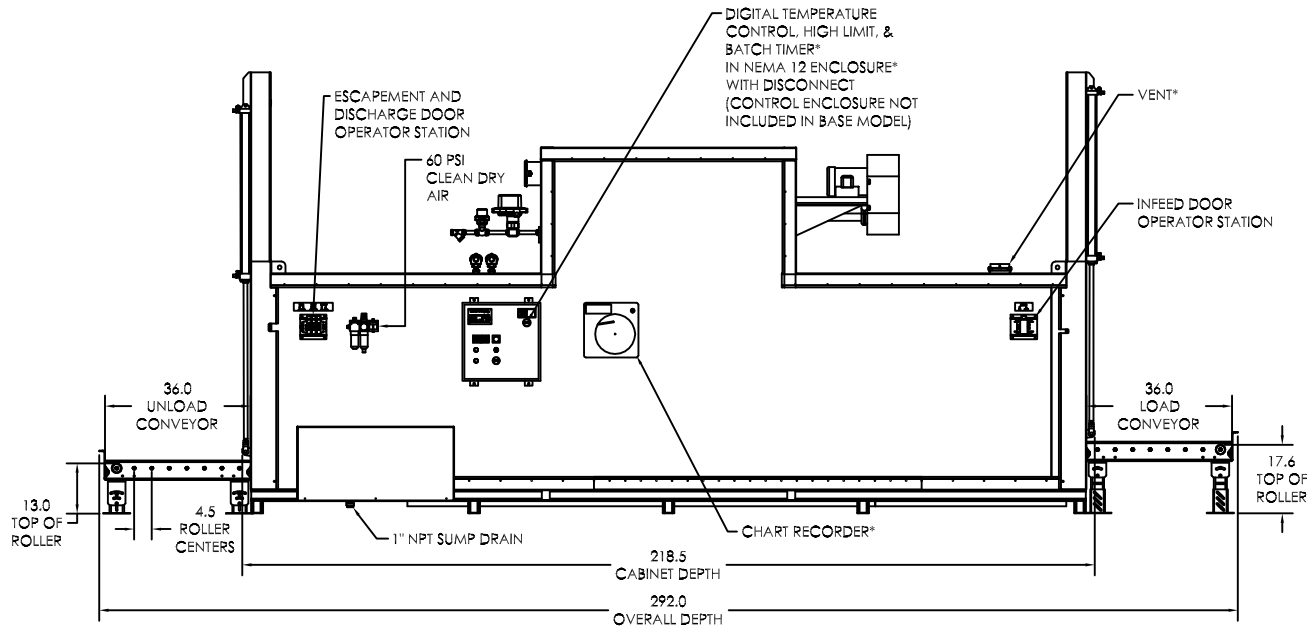 DIGITAL TEMPERATURE
CONTROL, HIGH LIMIT, &
BATCH TIMER*
IN NEMA 12 ENCLOSURE*
WITH DISCONNECT
(CONTROL ENCLOSURE NOT
INCLUDED IN BASE MODEL)
ESCAPEMENT AND
DISCHARGE DOOR
OPERATOR STATION
VENT*
60 PSI
CLEAN DRY
AIR
INFEED DOOR
OPERATOR STATION
36.0
UNLOAD
CONVEYOR
36.0
LOAD
CONVEYOR
13.0
TOP OF
ROLLER
4.5
ROLLER
CENTERS
17.6
TOP OF
ROLLER
1" NPT SUMP DRAIN
CHART RECORDER*
218.5
CABINET DEPTH
292.0
OVERALL DEPTH